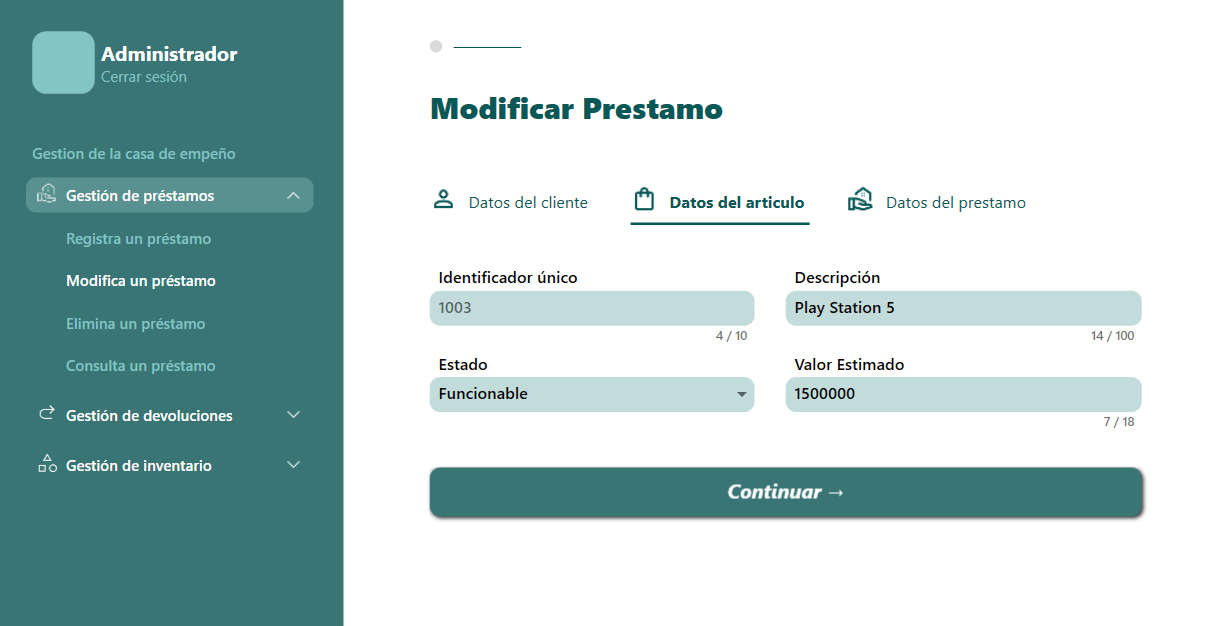 Administrador
Cerrar sesión
Gestion de la casa de empeño
Gestión de préstamos
Registra un préstamo
Modifica un préstamo
Elimina un préstamo
Consulta un préstamo
Gestión de devoluciones
Gestión de inventario
Modificar Prestamo
Datos del cliente
Datos del articulo
Datos del prestamo
Identificador único
1003
4 / 10
Descripción
Play Station 5
14 / 100
Estado
Funcionable
Valor Estimado
1500000
7 / 18
Continuar →